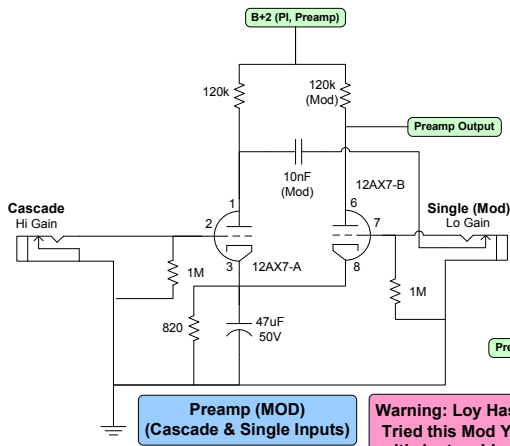 B+2 (PI, Preamp)
120k
120k
(Mod)
Preamp Output
10nF
(Mod)
12AX7-B
Cascade
Hi Gain
1
2
3
12AX7-A
6
7
8
Single (Mod)
Lo Gain
1M
1M
820
47uF
50V
Pre
Preamp (MOD)
(Cascade & Single Inputs)
Warning: Loy Has
Tried this Mod Y